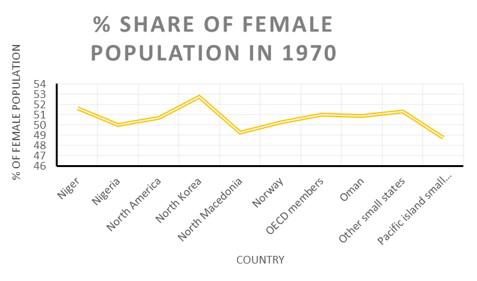 % SHARE OF FEMALE
POPULATION IN 1970
% OF FEMALE POPULATION
54
53
52
51
50
49
48
47
46
Niger
Nigeria
North America
North Korea
North Macedonia
Norway
OECD members
Oman
Other small states
Pacific island small...
COUNTRY